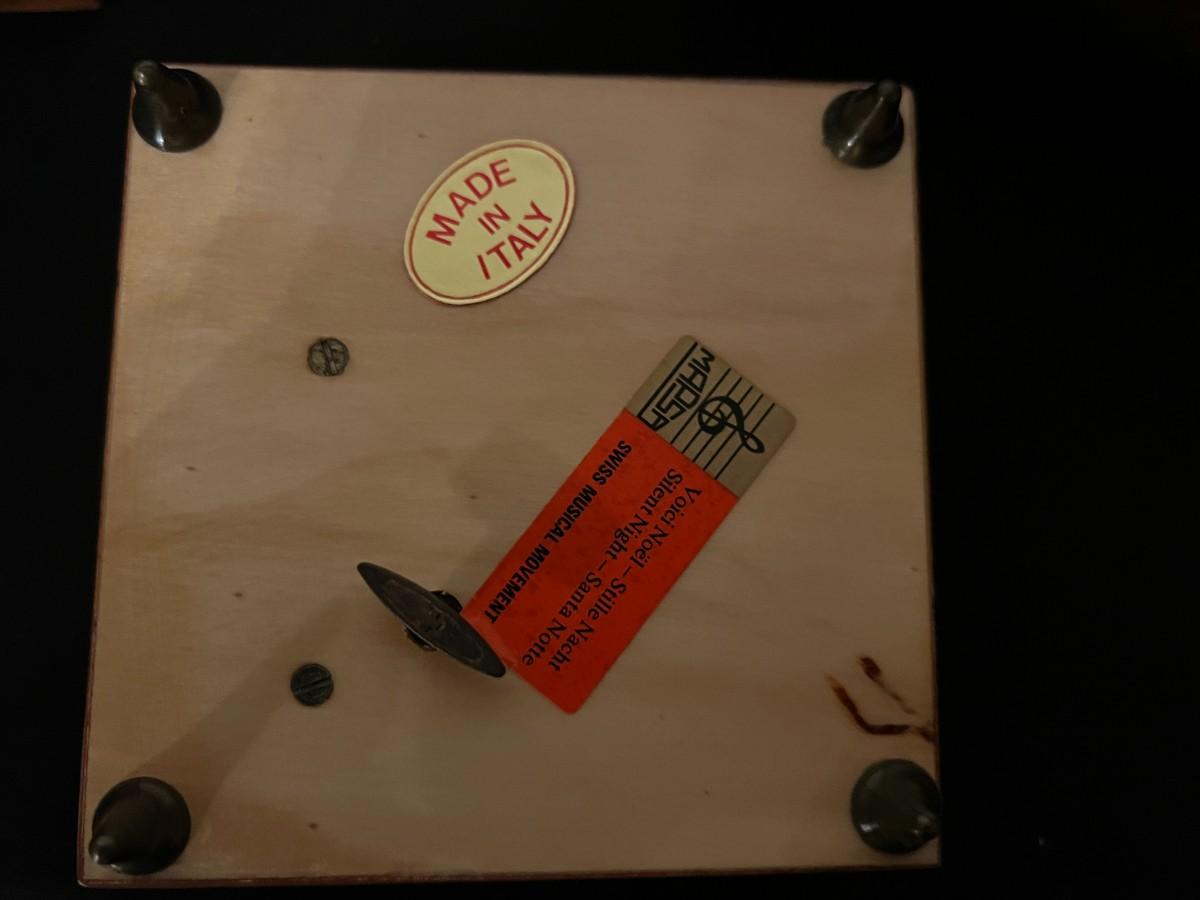 MADE
IN
ITALY
MAPSA
SWISS MUSICAL MOVEMENT
Voici Noël – Stille Nacht
Silent Night – Santa Notte